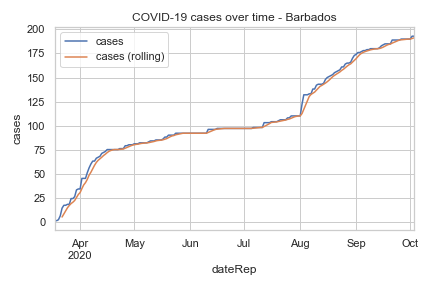 COVID-19 cases over time - Barbados
200
175
150
125
100
75
50
25
0
cases
cases
cases (rolling)
Apr May Jun Jul Aug Sep Oct
2020
dateRep